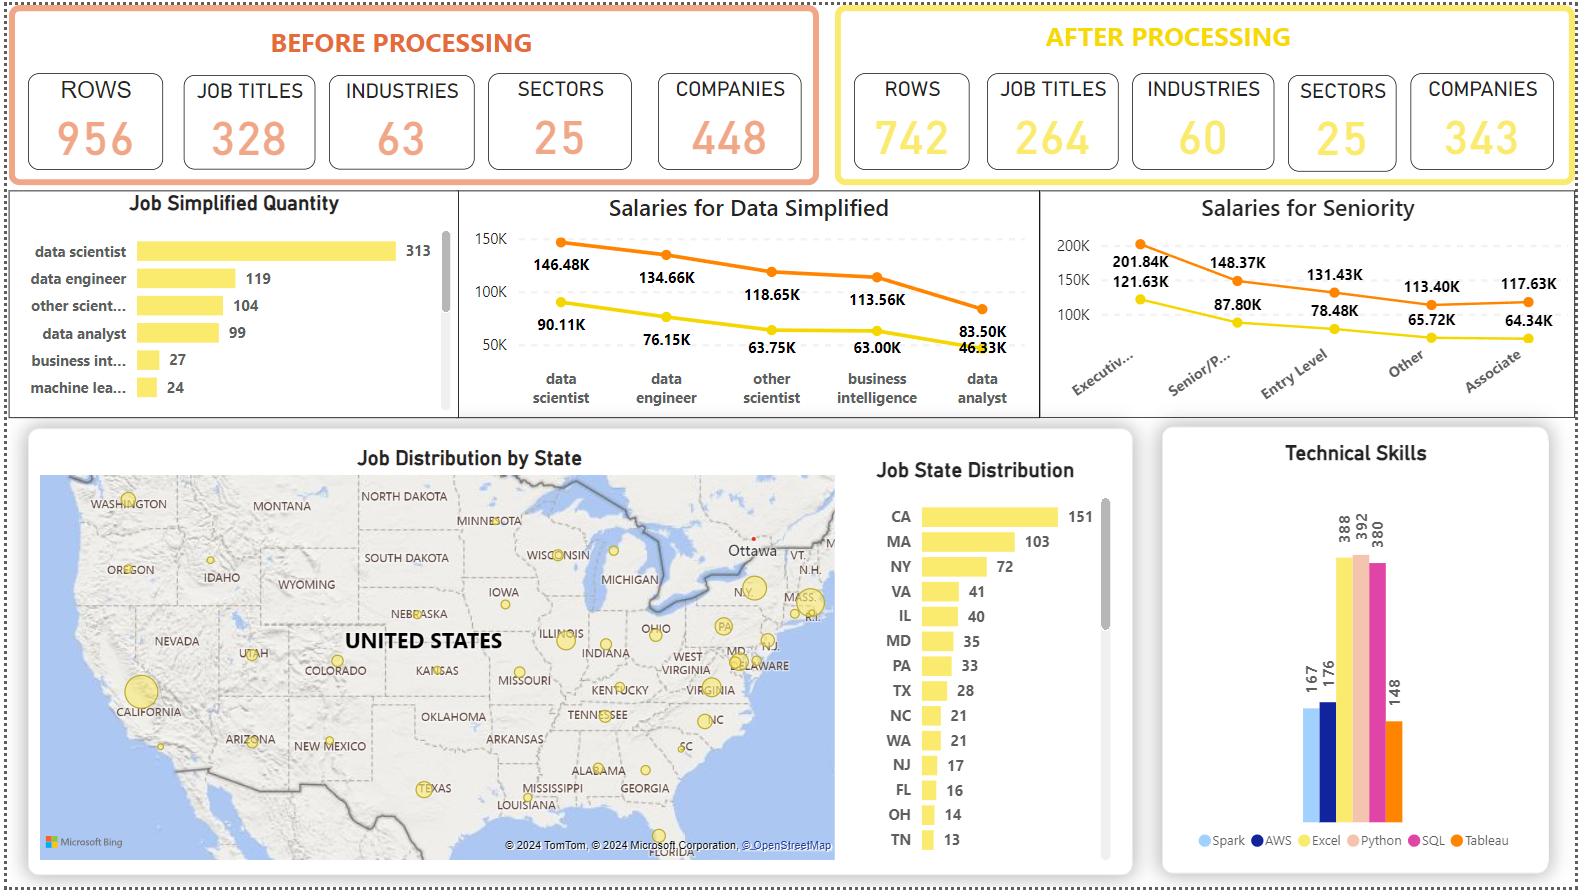 BEFORE PROCESSING
ROWS
956
JOB TITLES
328
INDUSTRIES
63
SECTORS
25
COMPANIES
448
AFTER PROCESSING
ROWS
742
JOB TITLES
264
INDUSTRIES
60
SECTORS
25
COMPANIES
343
Job Simplified Quantity
data scientist 313
data engineer 119
other scient... 104
data analyst 99
business int... 27
machine lea... 24
Salaries for Data Simplified
150K
100K
50K
146.48K
134.66K
118.65K
113.56K
83.50K
90.11K
76.15K
63.75K
63.00K
46.33K
data
scientist
data
engineer
other
scientist
business
intelligence
data
analyst
Salaries for Seniority
200K
150K
100K
201.84K
148.37K
131.43K
113.40K
117.63K
121.63K
87.80K
78.48K
65.72K
64.34K
Executiv...
Senior/P...
Entry Level
Other
Associate
Job Distribution by State
WASHINGTON
MONTANA
NORTH DAKOTA
MINNESOTA
OREGON
IDAHO
SOUTH DAKOTA
WISCONSIN
Ottawa
VT.
M
N.H.
WYOMING
MICHIGAN
IOWA
N.Y.
MASS.
R.I.
NEBRASKA
NEVADA
UNITED STATES
ILLINOIS
OHIO
PA
UTAH
COLORADO
KANSAS
MISSOURI
INDIANA
WEST
VIRGINIA
MD
N.J.
DELAWARE
CALIFORNIA
KENTUCKY
VIRGINIA
OKLAHOMA
TENNESSEE
NC
ARIZONA
NEW MEXICO
ARKANSAS
SC
ALABAMA
TEXAS
MISSISSIPPI
GEORGIA
LOUISIANA
FLORIDA
Microsoft Bing
© 2024 TomTom, © 2024 Microsoft Corporation, © OpenStreetMap
Job State Distribution
CA 151
MA 103
NY 72
VA 41
IL 40
MD 35
PA 33
TX 28
NC 21
WA 21
NJ 17
FL 16
OH 14
TN 13
Technical Skills
167
176
388
392
380
148
Spark AWS Excel Python SQL Tableau